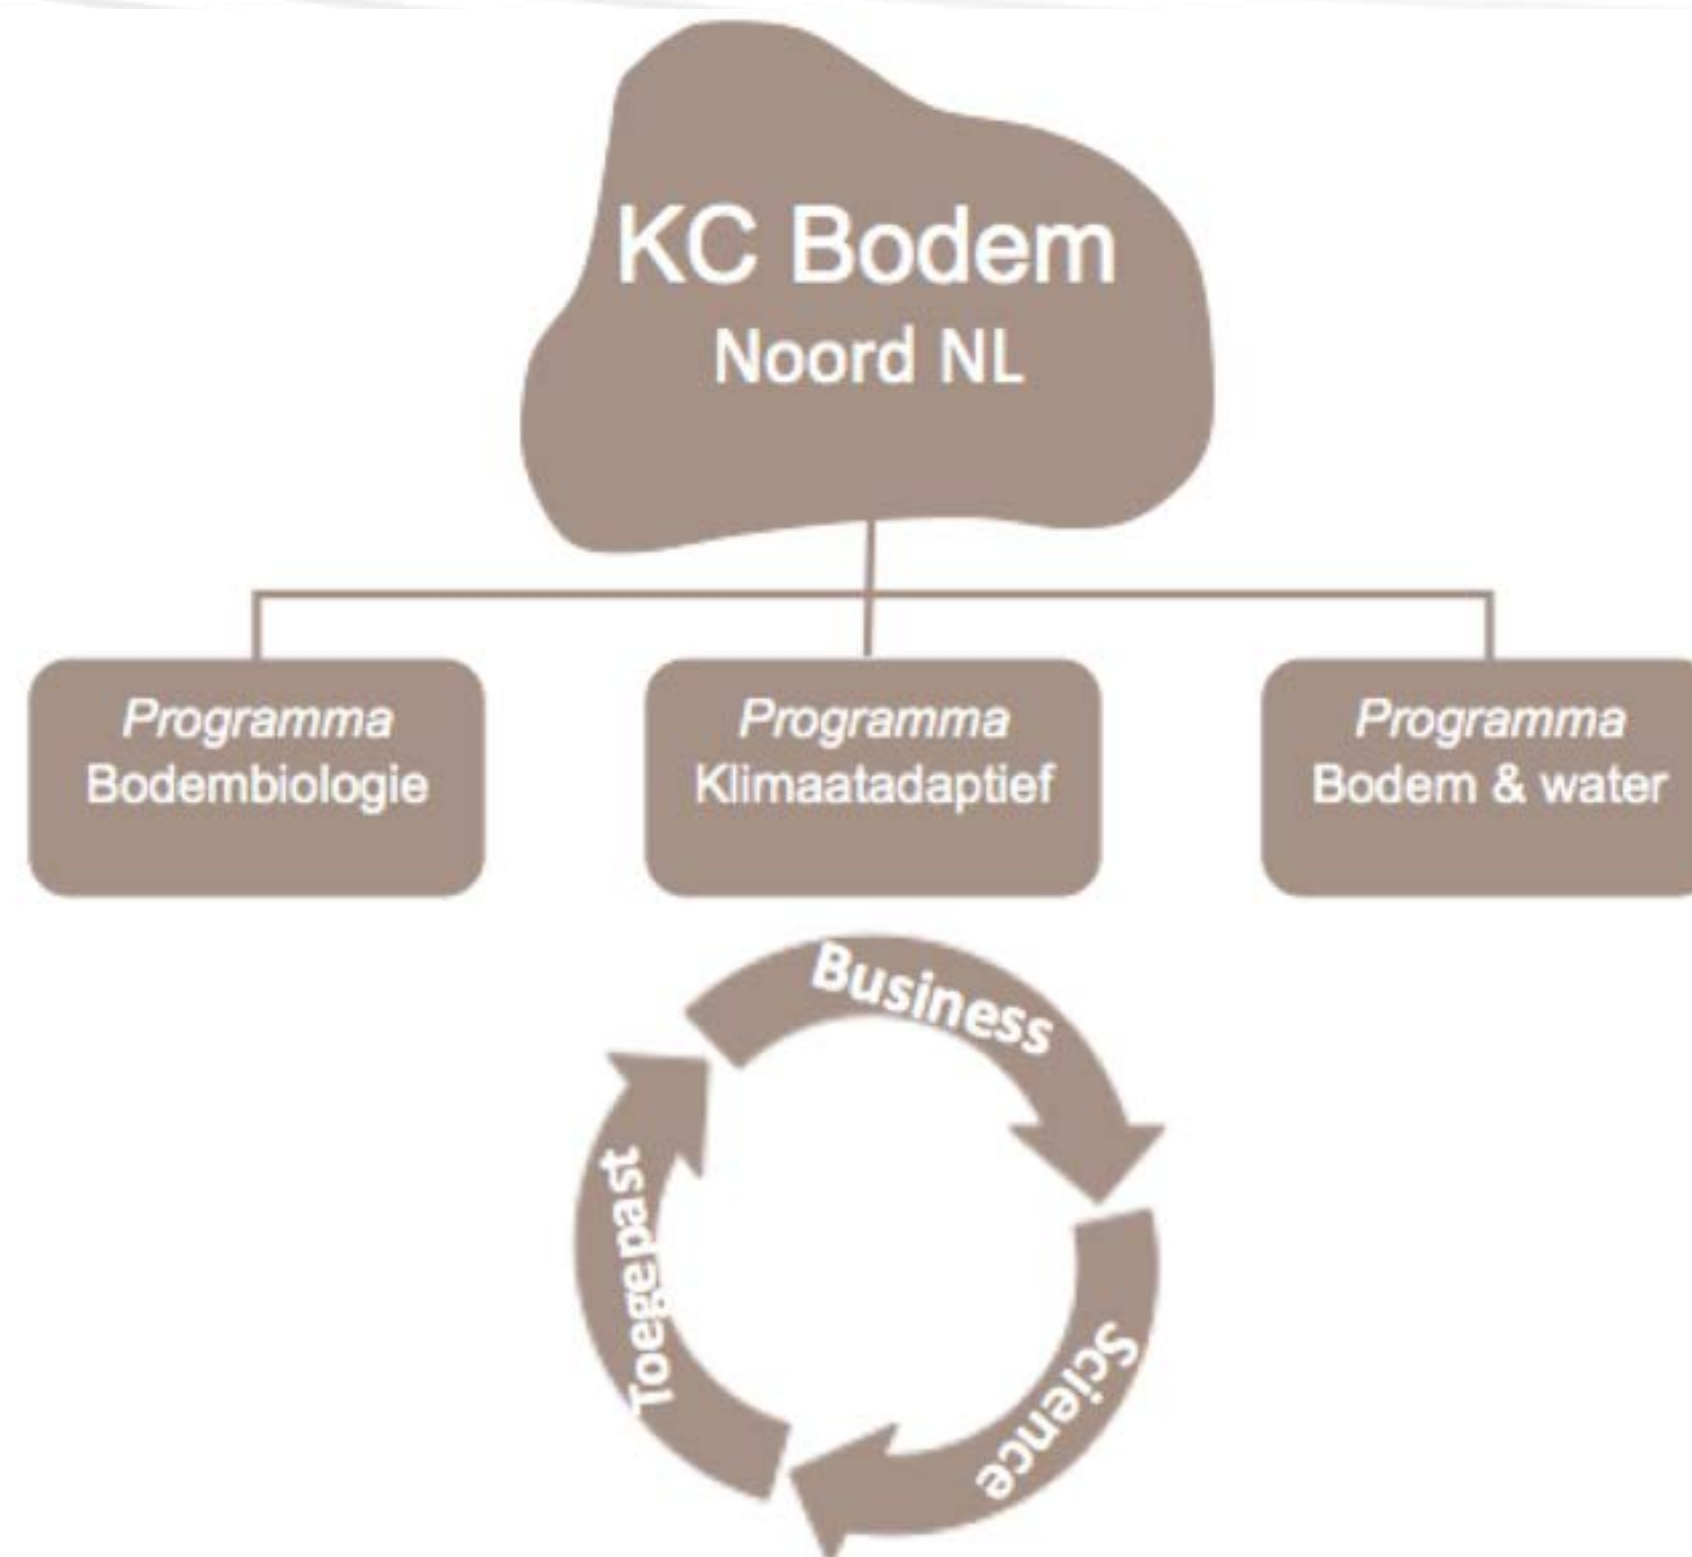 KC Bodem
Noord NL
Programma
Bodembiologie
Programma
Klimaatadaptief
Programma
Bodem & water
Business
Science
Toegepast